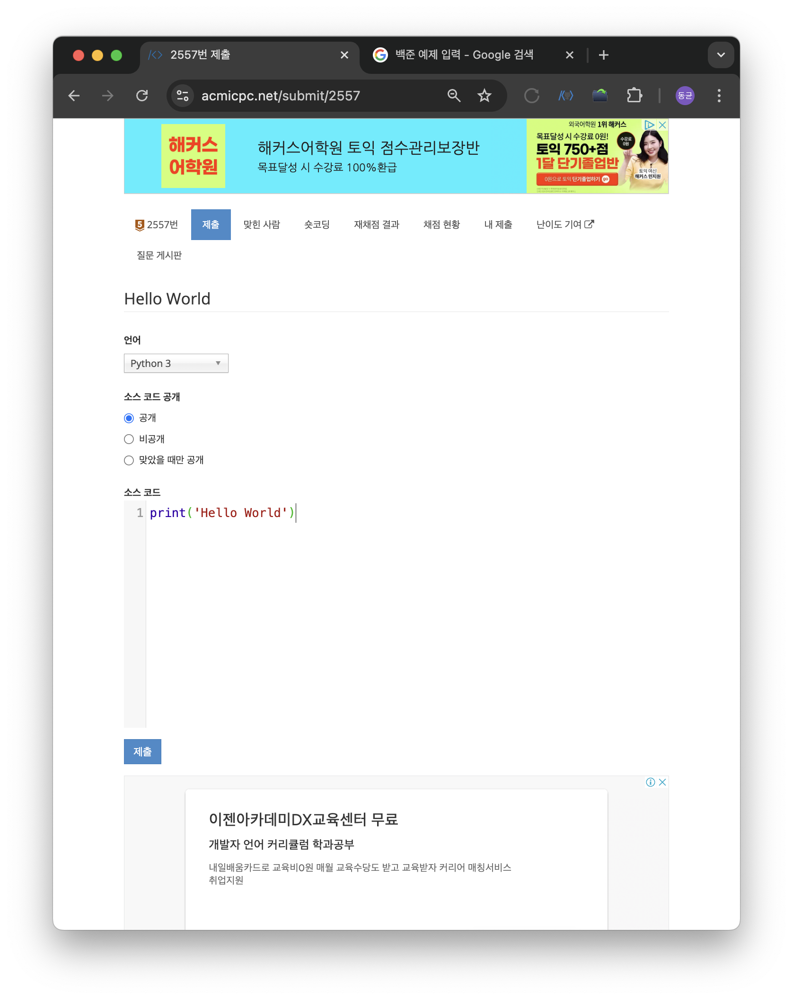 2557번 제출
백준 예제 입력 - Google 검색
acmicpc.net/submit/2557
동균
해커스
어학원
해커스어학원 토익 점수관리보장반
목표달성 시 수강료 100%환급
외국어학원 1위 해커스
목표달성 시 수강료 0원!
수강료
0원
토익 750+점
1달 단기졸업반
0원으로 토익 단기졸업하기 go
토익 여신
해커스 민지원
5 2557번
제출
맞힌 사람
숏코딩
재채점 결과
채점 현황
내 제출
난이도 기여
질문 게시판
Hello World
언어
Python 3
소스 코드 공개
공개
비공개
맞았을 때만 공개
소스 코드
1 print('Hello World')
제출
이젠아카데미DX교육센터 무료
개발자 언어 커리큘럼 학과공부
내일배움카드로 교육비0원 매월 교육수당도 받고 교육받자 커리어 매칭서비스
취업지원